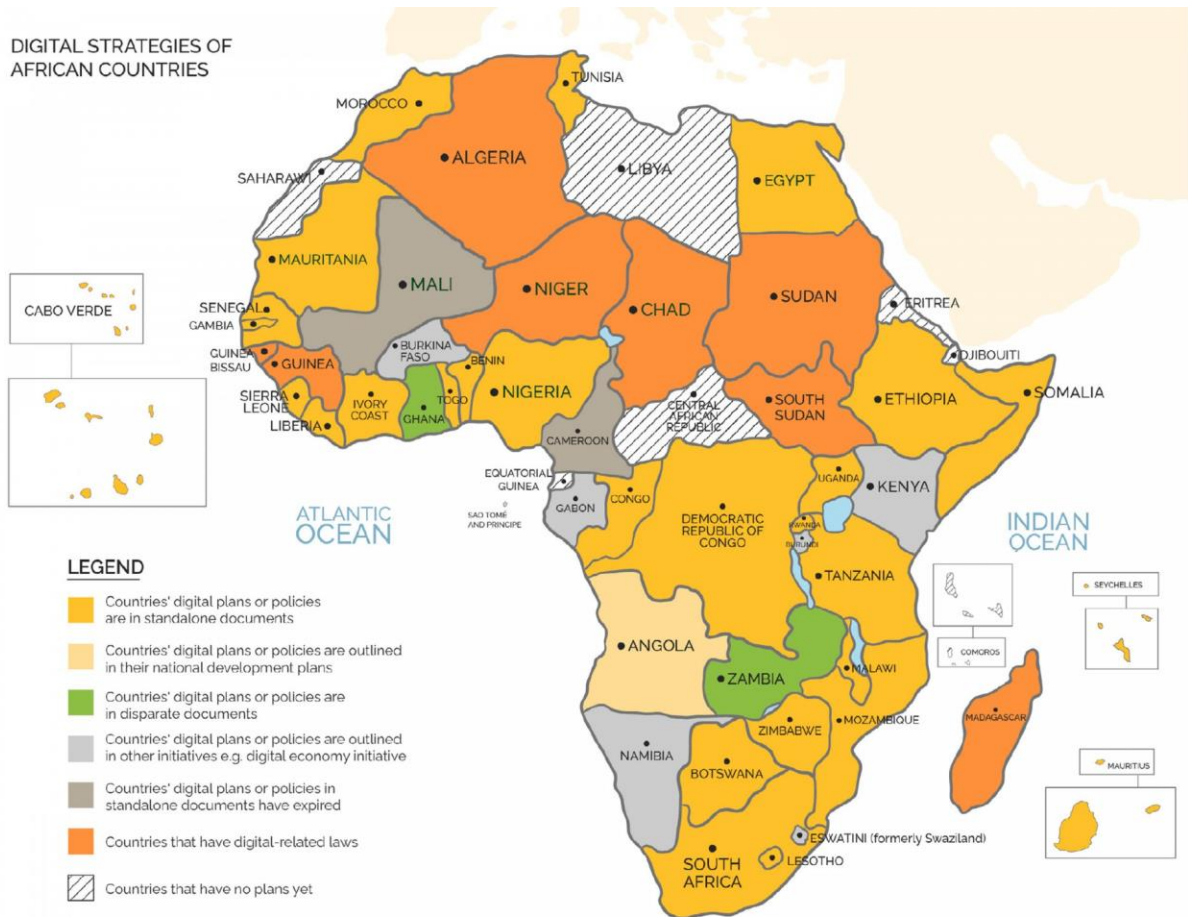 DIGITAL STRATEGIES OF
AFRICAN COUNTRIES
TUNISIA
MOROCCO
ALGERIA
LIBYA
SAHARAWI
EGYPT
MAURITANIA
MALI
NIGER
CHAD
SUDAN
ERITREA
CABO VERDE
SENEGAL
GAMBIA
GUINEA
BISSAU
GUINEA
BURKINA
FASO
BENIN
DJIBOUTI
SIERRA
LEONE
IVORY
COAST
GHANA
TOGO
NIGERIA
LIBERIA
CENTRAL
AFRICAN
REPUBLIC
SOUTH
SUDAN
ETHIOPIA
SOMALIA
CAMEROON
EQUATORIAL
GUINEA
SAO TOMÉ
AND PRINCIPE
GABON
CONGO
DEMOCRATIC
REPUBLIC OF
CONGO
UGANDA
KENYA
RWANDA
BURUNDI
ATLANTIC
OCEAN
INDIAN
OCEAN
TANZANIA
SEYCHELLES
COMOROS
ANGOLA
ZAMBIA
MALAWI
MADAGASCAR
MOZAMBIQUE
ZIMBABWE
NAMIBIA
BOTSWANA
MAURITIUS
ESWATINI (formerly Swaziland)
LESOTHO
SOUTH
AFRICA
LEGEND
Countries' digital plans or policies
are in standalone documents
Countries' digital plans or policies are outlined
in their national development plans
Countries' digital plans or policies are
in disparate documents
Countries' digital plans or policies are outlined
in other initiatives e.g. digital economy initiative
Countries' digital plans or policies in
standalone documents have expired
Countries that have digital-related laws
Countries that have no plans yet